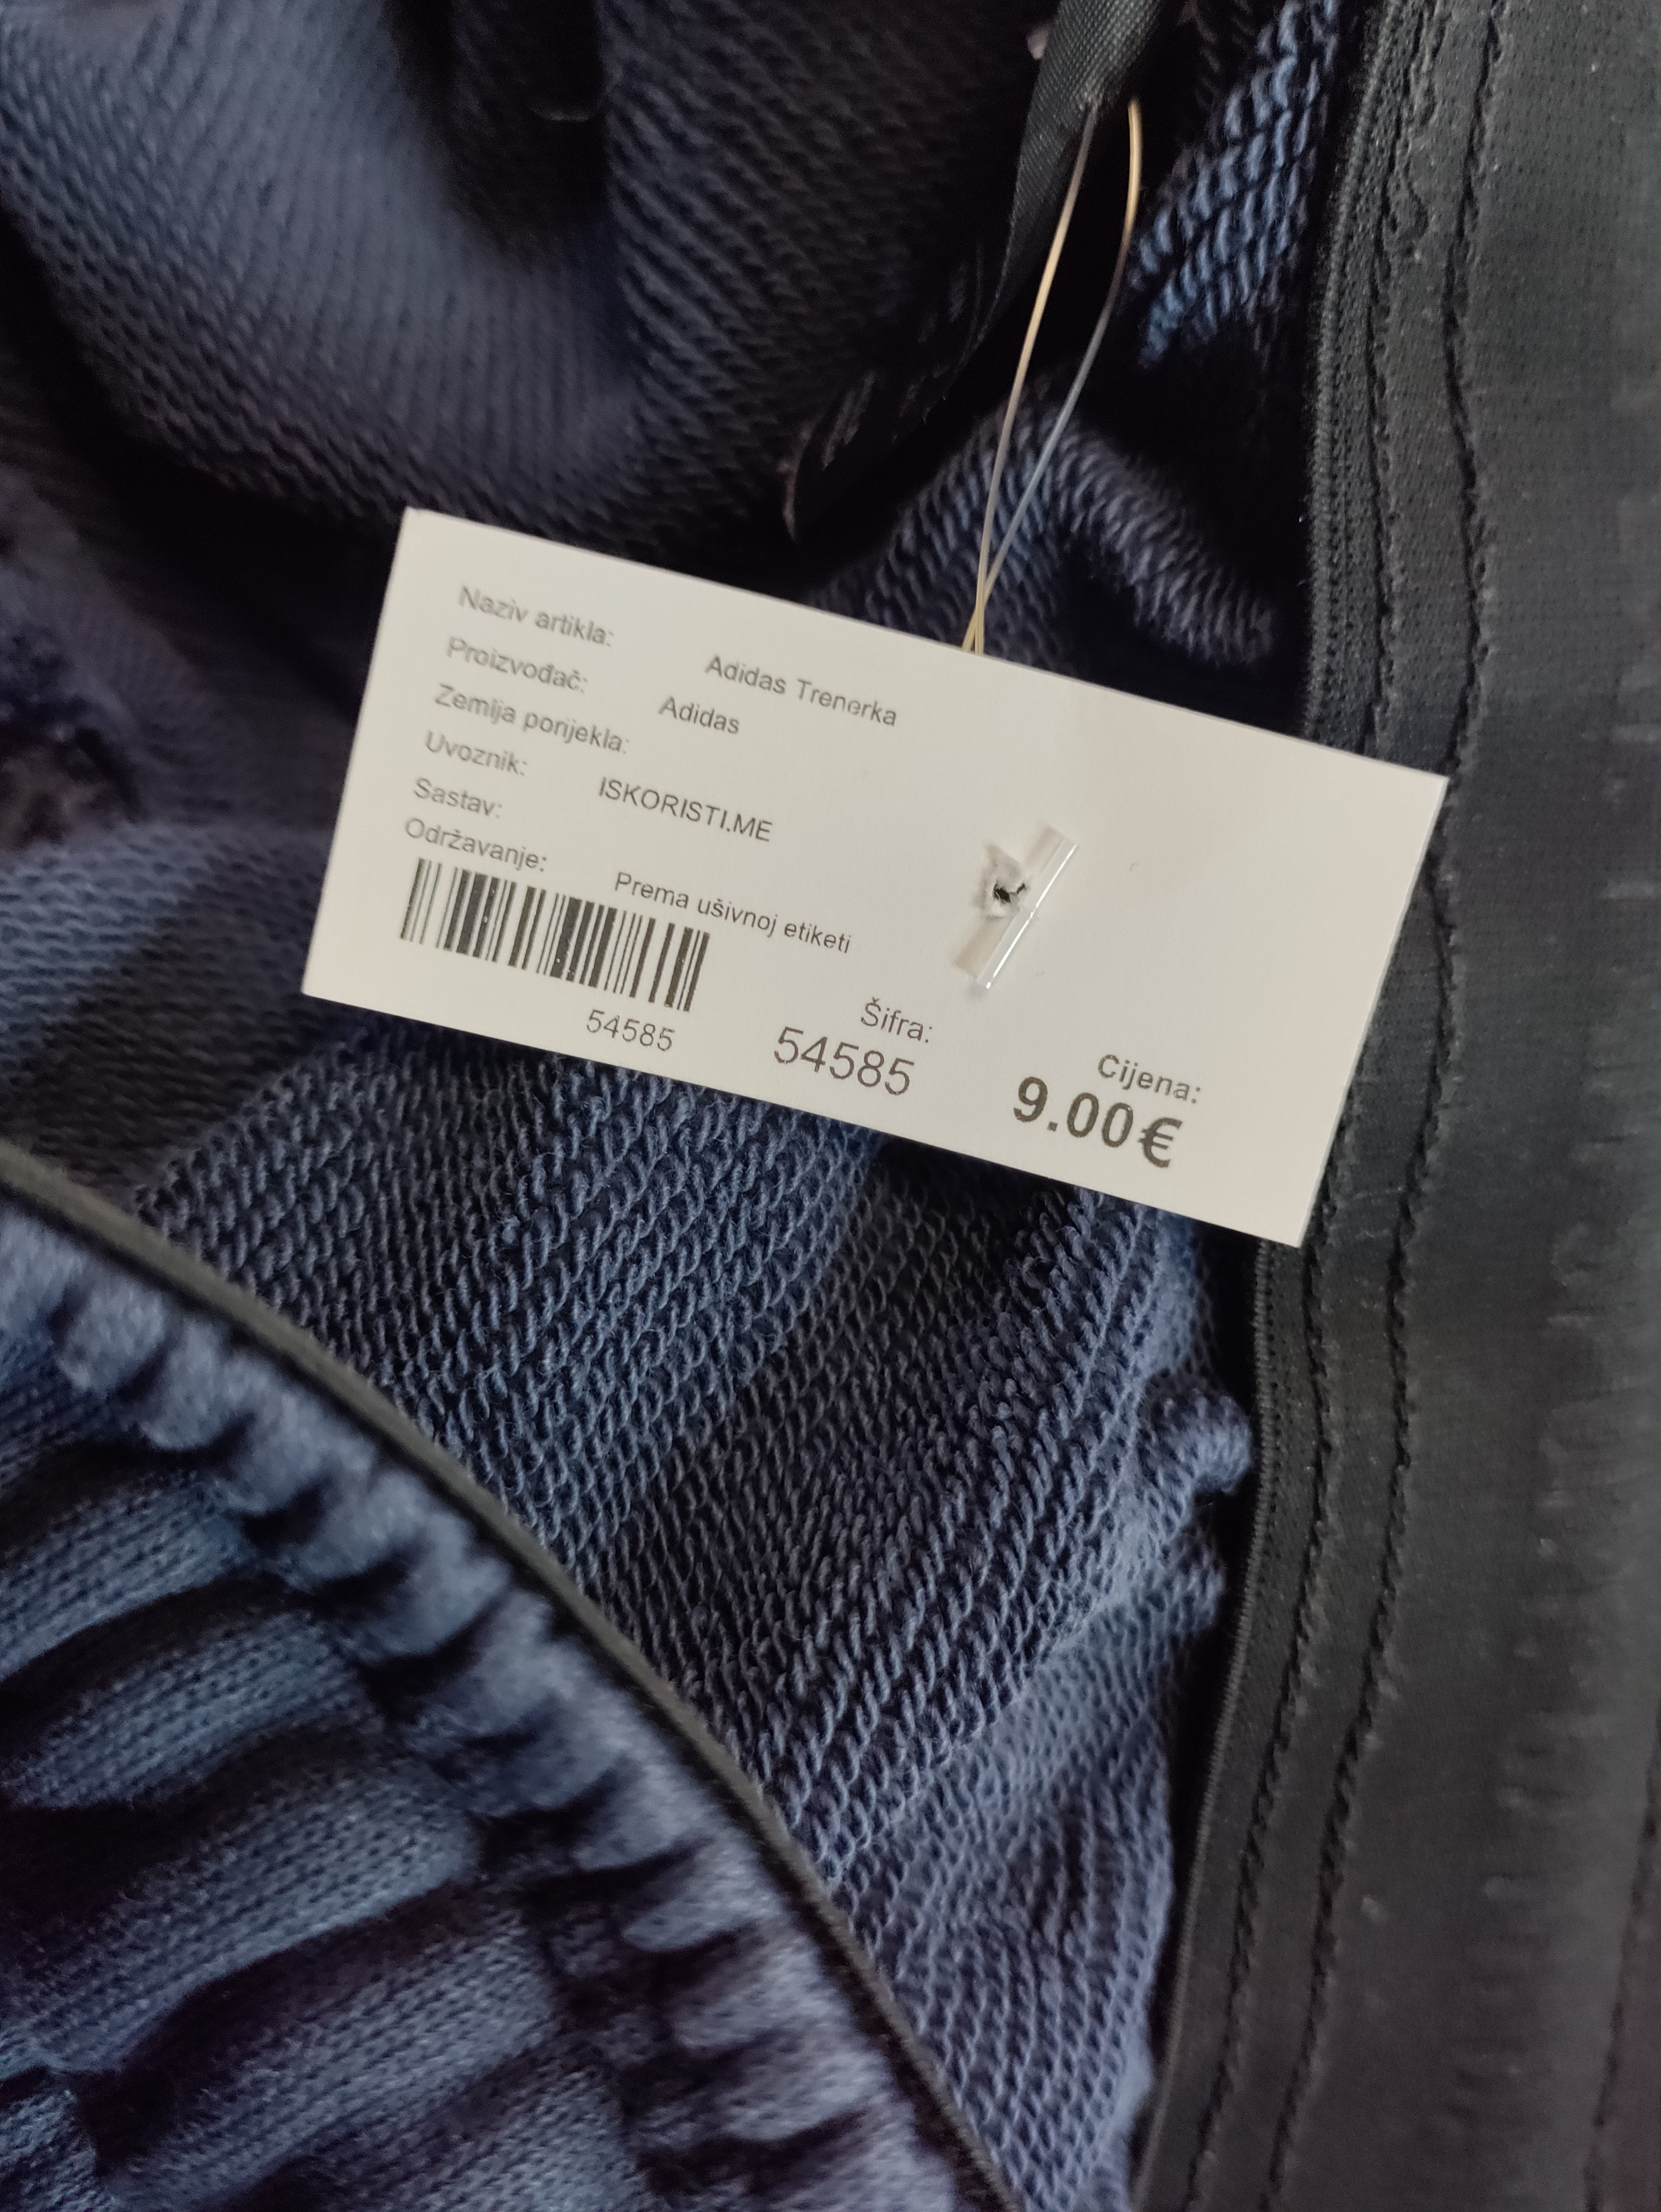 Naziv artikla: Adidas Trenerka
Proizvođač: Adidas
Zemlja porijekla:
Uvoznik: ISKORISTI.ME
Sastav:
Održavanje: Prema ušivnoj etiketi
54585
Šifra:
54585
Cijena:
9.00€